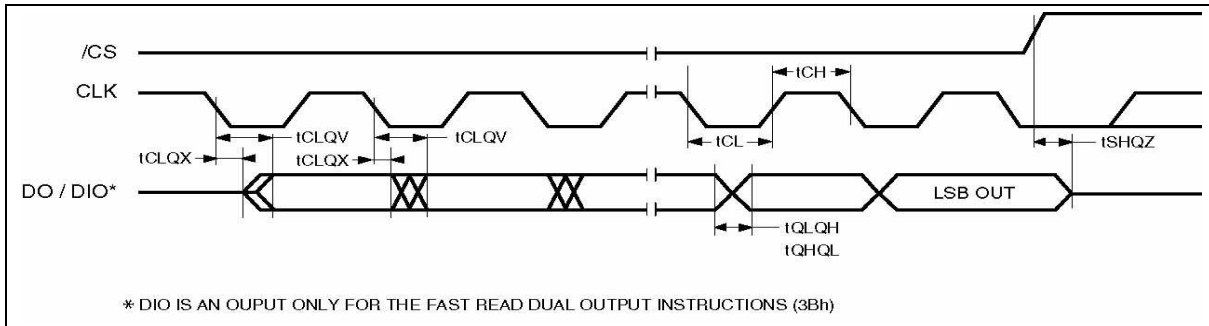 /CS
tCH
CLK
tCLQV
tCLQV
tCL
tSHQZ
tCLQX
tCLQX
DO / DIO*
LSB OUT
tQLQH
tQHQL
* DIO IS AN OUPUT ONLY FOR THE FAST READ DUAL OUTPUT INSTRUCTIONS (3Bh)